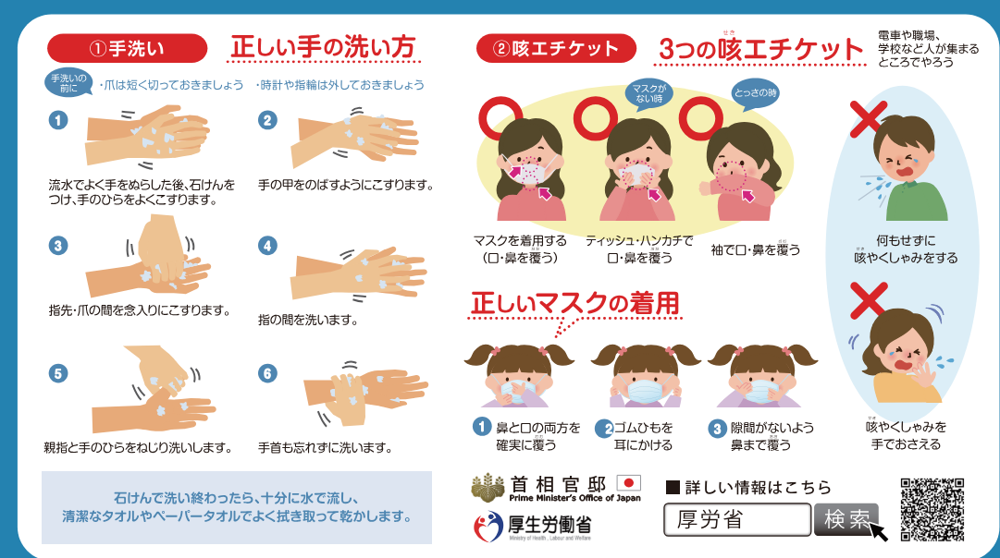 ①手洗い
正しい手の洗い方
手洗いの
前に
・爪は短く切っておきましょう
・時計や指輪は外しておきましょう
1
流水でよく手をぬらした後、石けんを
つけ、手のひらをよくこすります。
2
手の甲をのばすようにこすります。
3
指先・爪の間を念入りにこすります。
4
指の間を洗います。
5
親指と手のひらをねじり洗いします。
6
手首も忘れずに洗います。
石けんで洗い終わったら、十分に水で流し、
清潔なタオルやペーパータオルでよく拭き取って乾かします。
②咳エチケット
せき
3つの咳エチケット
電車や職場、
学校など人が集まる
ところでやろう
マスクが
ない時
とっさの時
マスクを着用する
(口・鼻を覆う)
ティッシュ・ハンカチで
口・鼻を覆う
袖で口・鼻を覆う
何もせずに
咳やくしゃみをする
咳やくしゃみを
手でおさえる
正しいマスクの着用
1
鼻と口の両方を
確実に覆う
2
ゴムひもを
耳にかける
3
隙間がないよう
鼻まで覆う
首相官邸
Prime Minister's Office of Japan
厚生労働省
Ministry of Health, Labour and Welfare
■詳しい情報はこちら
厚労省
検索